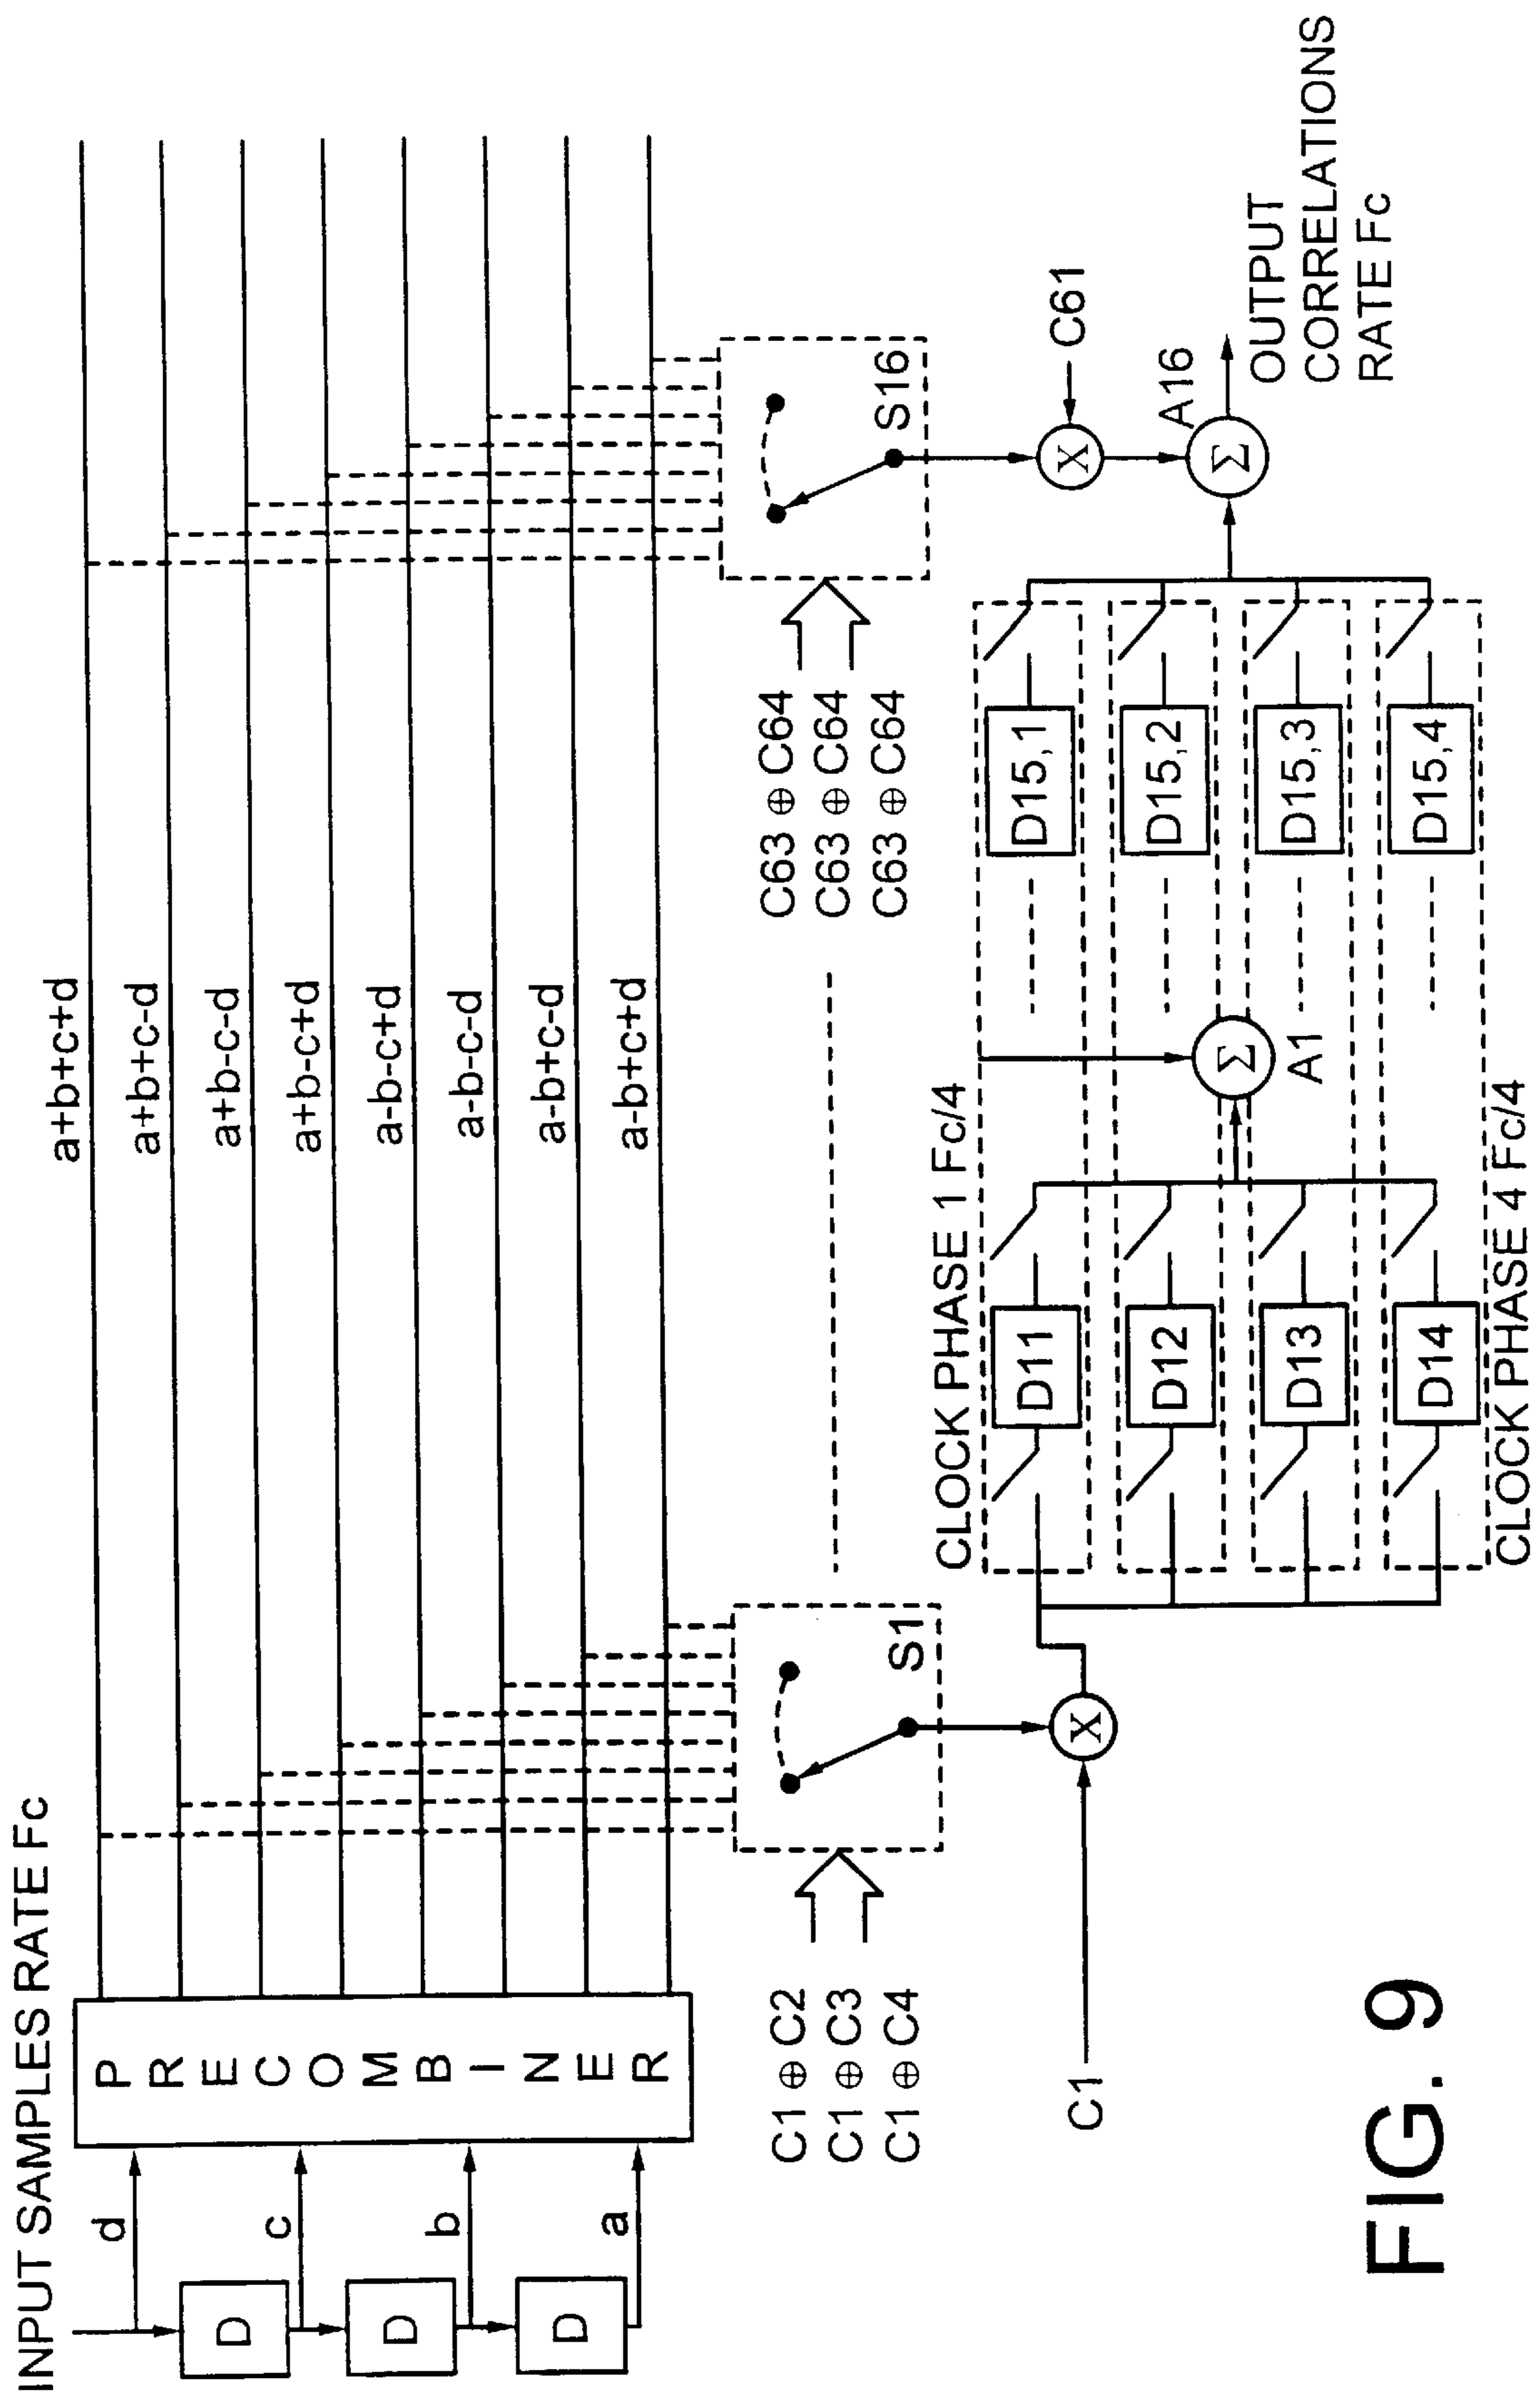 INPUT SAMPLES RATE Fc
d
c
b
a
D
D
D
PRECOMBINER
a+b+c+d
a+b+c-d
a+b-c-d
a+b-c+d
a-b-c+d
a-b-c-d
a-b+c-d
a-b+c+d
C1 ⊕ C2
C1 ⊕ C3
C1 ⊕ C4
S1
C63 ⊕ C64
C63 ⊕ C64
C63 ⊕ C64
S16
C1
X
X
C61
CLOCK PHASE 1 Fc/4
D11
D12
D13
D14
Σ
A1
D15,1
D15,2
D15,3
D15,4
CLOCK PHASE 4 Fc/4
Σ
A16
OUTPUT
CORRELATIONS
RATE Fc
FIG. 9